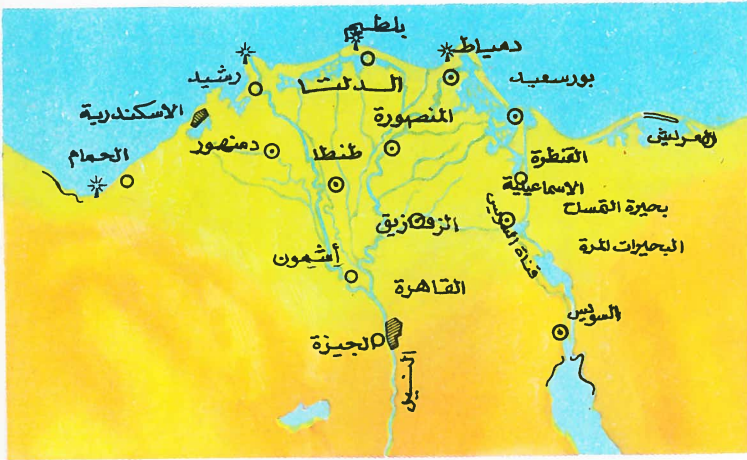 بلطيم
دمياط
بورسعيد
رشيد
الدلتا
الاسكندرية
المنصورة
العريش
دمنهور
طنطا
القنطرة
الحمام
الاسماعيلية
بحيرة التمساح
الزقازيق
قناة السويس
البحيرات المرة
أشمون
القاهرة
السويس
الجيزة
النيل